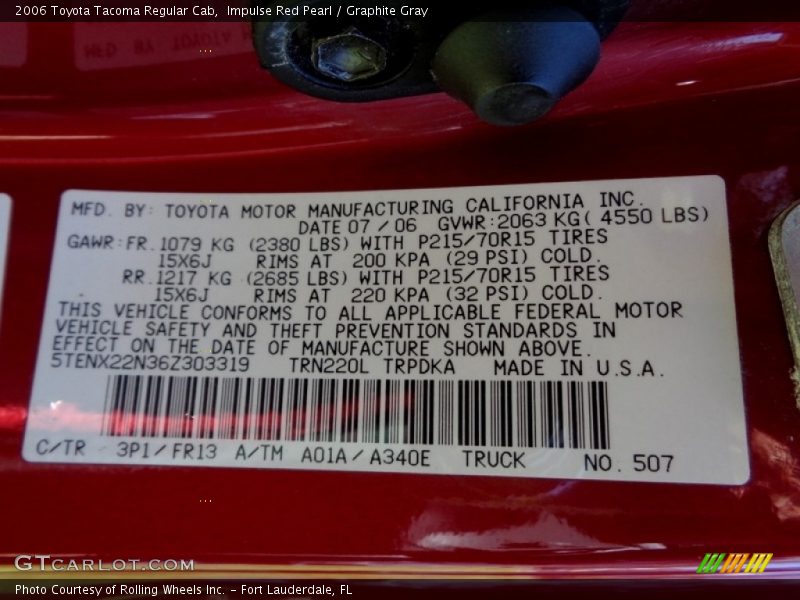 2006 Toyota Tacoma Regular Cab,  Impulse Red Pearl / Graphite Gray
MFD. BY: TOYOTA MOTOR MANUFACTURING CALIFORNIA INC.
DATE 07 / 06   GVWR:2063 KG( 4550 LBS)
GAWR:FR. 1079 KG (2380 LBS) WITH P215/70R15 TIRES
15X6J   RIMS AT  200 KPA (29 PSI) COLD.
RR. 1217 KG (2685 LBS) WITH P215/70R15 TIRES
15X6J   RIMS AT  220 KPA (32 PSI) COLD.
THIS VEHICLE CONFORMS TO ALL APPLICABLE FEDERAL MOTOR
VEHICLE SAFETY AND THEFT PREVENTION STANDARDS IN
EFFECT ON THE DATE OF MANUFACTURE SHOWN ABOVE.
5TENX22N36Z303319   TRN220L TRPDKA   MADE IN U.S.A.
C/TR   3P1/FR13  A/TM  A01A/A340E   TRUCK   NO. 507
GTCARLOT.COM
Photo Courtesy of Rolling Wheels Inc. – Fort Lauderdale, FL